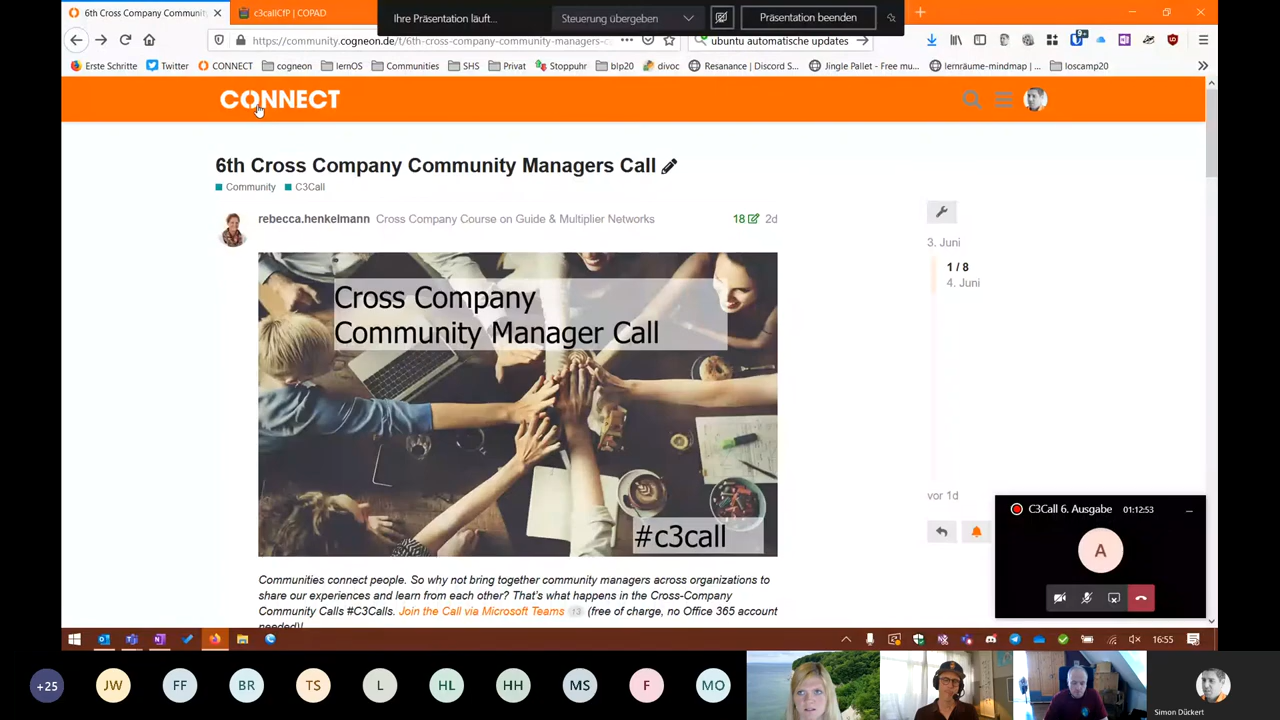 6th Cross Company Community
c3callCfP | COPAD
Ihre Präsentation läuft...
Steuerung übergeben
Präsentation beenden
https://community.cogneon.de/t/6th-cross-company-community-managers-c
ubuntu automatische updates
Erste Schritte
Twitter
CONNECT
cogneon
lernOS
Communities
SHS
Privat
Stoppuhr
blp20
divoc
Resanance | Discord S...
Jingle Pallet - Free mu...
lernräume-mindmap | ...
loscamp20
CONNECT
6th Cross Company Community Managers Call
Community C3Call
rebecca.henkelmann Cross Company Course on Guide & Multiplier Networks
18 2d
3. Juni
1 / 8
4. Juni
Cross Company
Community Manager Call
#c3call
vor 1d
C3Call 6. Ausgabe 01:12:53
A
Communities connect people. So why not bring together community managers across organizations to
share our experiences and learn from each other? That's what happens in the Cross-Company
Community Calls #C3Calls. Join the Call via Microsoft Teams 13 (free of charge, no Office 365 account
needed)!
16:55
+25
JW
FF
BR
TS
L
HL
HH
MS
F
MO
Simon Dückert